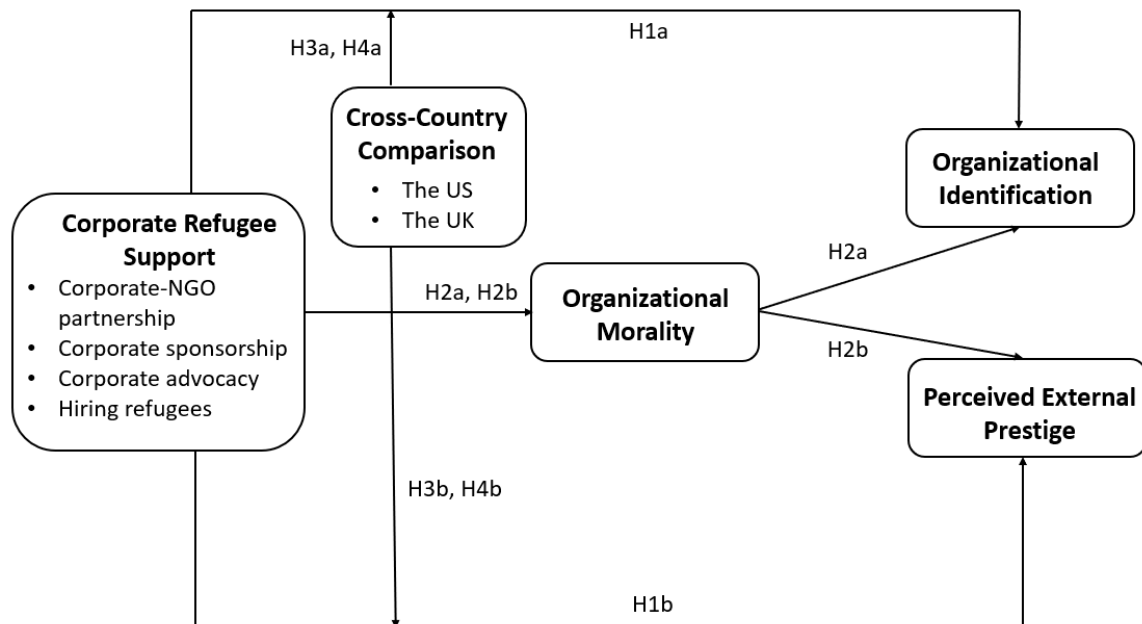 H1a
H3a, H4a
Cross-Country
Comparison
• The US
• The UK
Organizational
Identification
Corporate Refugee
Support
• Corporate-NGO
partnership
• Corporate sponsorship
• Corporate advocacy
• Hiring refugees
H2a, H2b
Organizational
Morality
H2a
H2b
Perceived External
Prestige
H3b, H4b
H1b